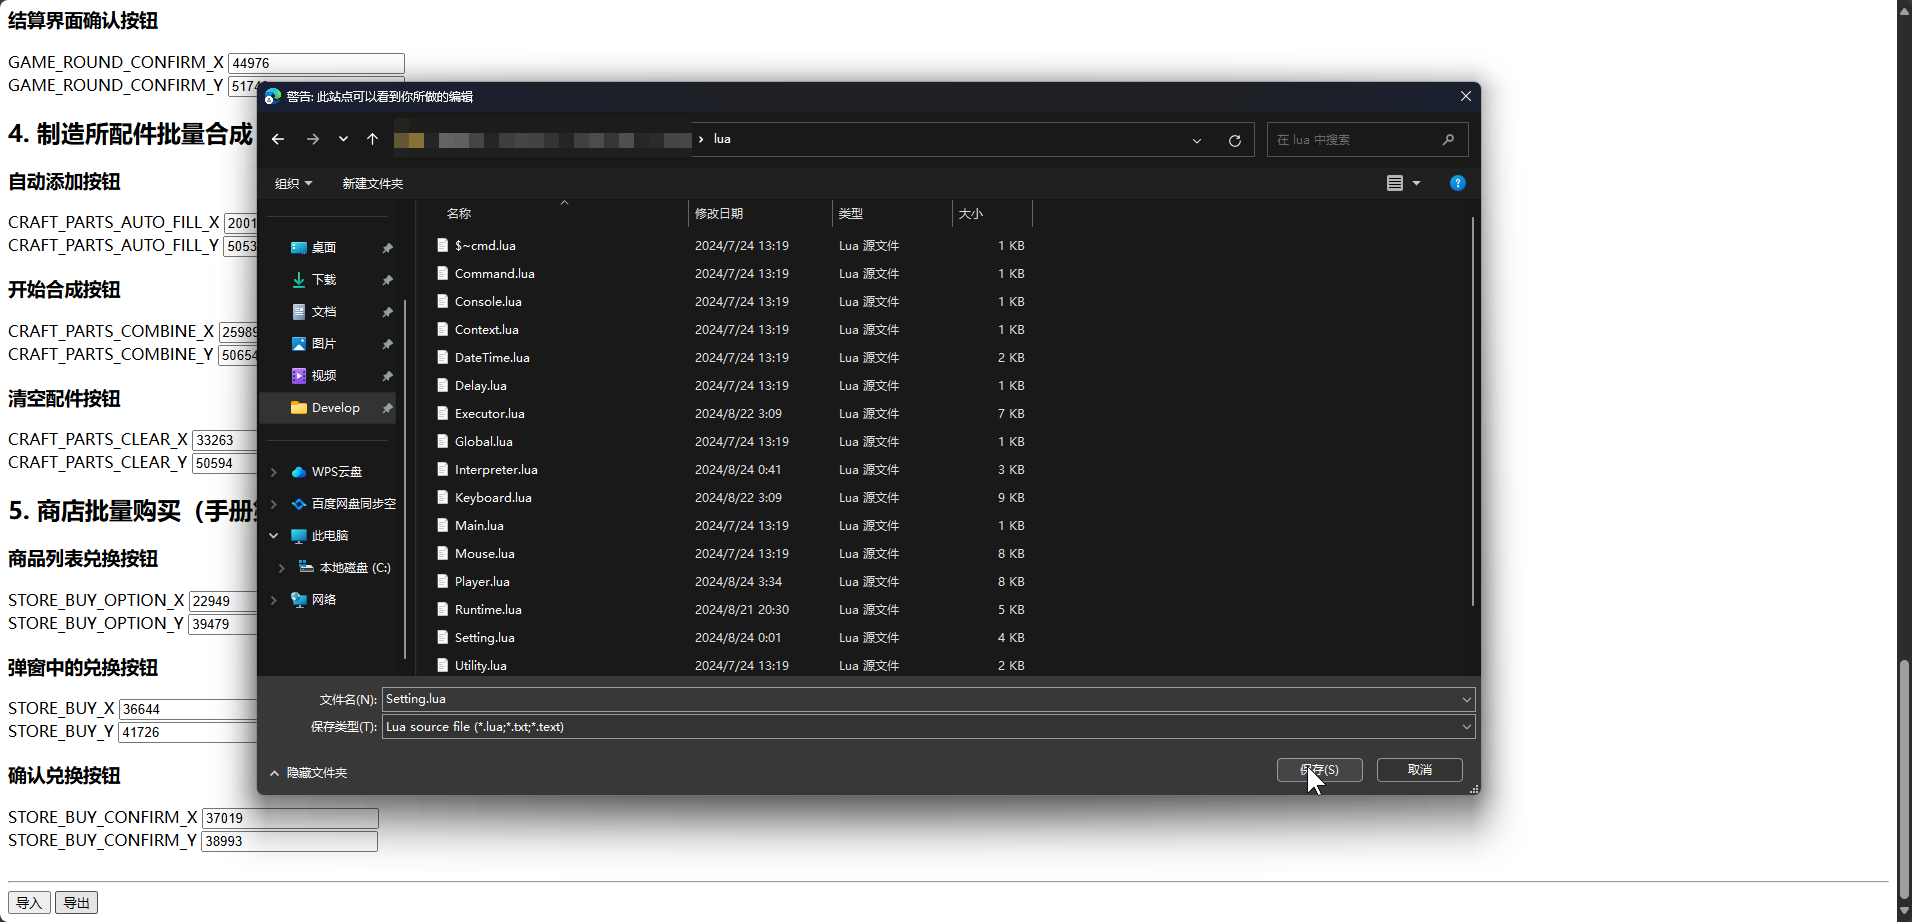 结算界面确认按钮
GAME_ROUND_CONFIRM_X 44976
GAME_ROUND_CONFIRM_Y
4. 制造所配件批量合成
自动添加按钮
CRAFT_PARTS_AUTO_FILL_X 2001
CRAFT_PARTS_AUTO_FILL_Y 5053
开始合成按钮
CRAFT_PARTS_COMBINE_X 25989
CRAFT_PARTS_COMBINE_Y 50654
清空配件按钮
CRAFT_PARTS_CLEAR_X 33263
CRAFT_PARTS_CLEAR_Y 50594
5. 商店批量购买（手册
商品列表兑换按钮
STORE_BUY_OPTION_X 22949
STORE_BUY_OPTION_Y 39479
弹窗中的兑换按钮
STORE_BUY_X 36644
STORE_BUY_Y 41726
确认兑换按钮
STORE_BUY_CONFIRM_X 37019
STORE_BUY_CONFIRM_Y 38993
导入 导出
警告: 此站点可以看到你所做的编辑
› lua
在 lua 中搜索
组织 新建文件夹
桌面
下载
文档
图片
视频
Develop
WPS云盘
百度网盘同步空
此电脑
本地磁盘 (C:)
网络
名称 修改日期 类型 大小
$~cmd.lua 2024/7/24 13:19 Lua 源文件 1 KB
Command.lua 2024/7/24 13:19 Lua 源文件 1 KB
Console.lua 2024/7/24 13:19 Lua 源文件 1 KB
Context.lua 2024/7/24 13:19 Lua 源文件 1 KB
DateTime.lua 2024/7/24 13:19 Lua 源文件 2 KB
Delay.lua 2024/7/24 13:19 Lua 源文件 1 KB
Executor.lua 2024/8/22 3:09 Lua 源文件 7 KB
Global.lua 2024/7/24 13:19 Lua 源文件 1 KB
Interpreter.lua 2024/8/24 0:41 Lua 源文件 3 KB
Keyboard.lua 2024/8/22 3:09 Lua 源文件 9 KB
Main.lua 2024/7/24 13:19 Lua 源文件 1 KB
Mouse.lua 2024/7/24 13:19 Lua 源文件 8 KB
Player.lua 2024/8/24 3:34 Lua 源文件 8 KB
Runtime.lua 2024/8/21 20:30 Lua 源文件 5 KB
Setting.lua 2024/8/24 0:01 Lua 源文件 4 KB
Utility.lua 2024/7/24 13:19 Lua 源文件 2 KB
文件名(N): Setting.lua
保存类型(T): Lua source file (*.lua;*.txt;*.text)
隐藏文件夹
保存(S) 取消